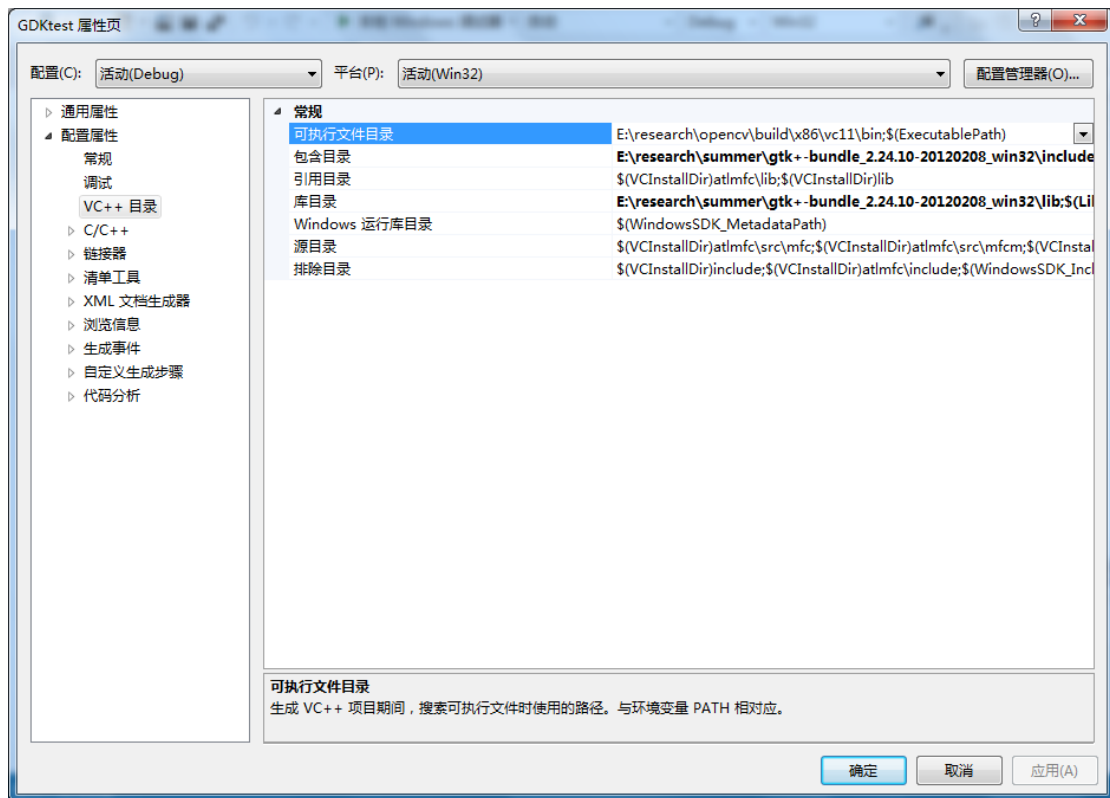 GDKtest 属性页
配置(C): 活动(Debug) 平台(P): 活动(Win32) 配置管理器(O)...
通用属性
配置属性
常规
调试
VC++ 目录
C/C++
链接器
清单工具
XML 文档生成器
浏览信息
生成事件
自定义生成步骤
代码分析
常规
可执行文件目录 E:\research\opencv\build\x86\vc11\bin;$(ExecutablePath)
包含目录 E:\research\summer\gtk+-bundle_2.24.10-20120208_win32\include
引用目录 $(VCInstallDir)atlmfc\lib;$(VCInstallDir)lib
库目录 E:\research\summer\gtk+-bundle_2.24.10-20120208_win32\lib;$(Lil
Windows 运行库目录 $(WindowsSDK_MetadataPath)
源目录 $(VCInstallDir)atlmfc\src\mfc;$(VCInstallDir)atlmfc\src\mfcm;$(VCInstal
排除目录 $(VCInstallDir)include;$(VCInstallDir)atlmfc\include;$(WindowsSDK_Incl
可执行文件目录
生成 VC++ 项目期间，搜索可执行文件时使用的路径。与环境变量 PATH 相对应。
确定 取消 应用(A)